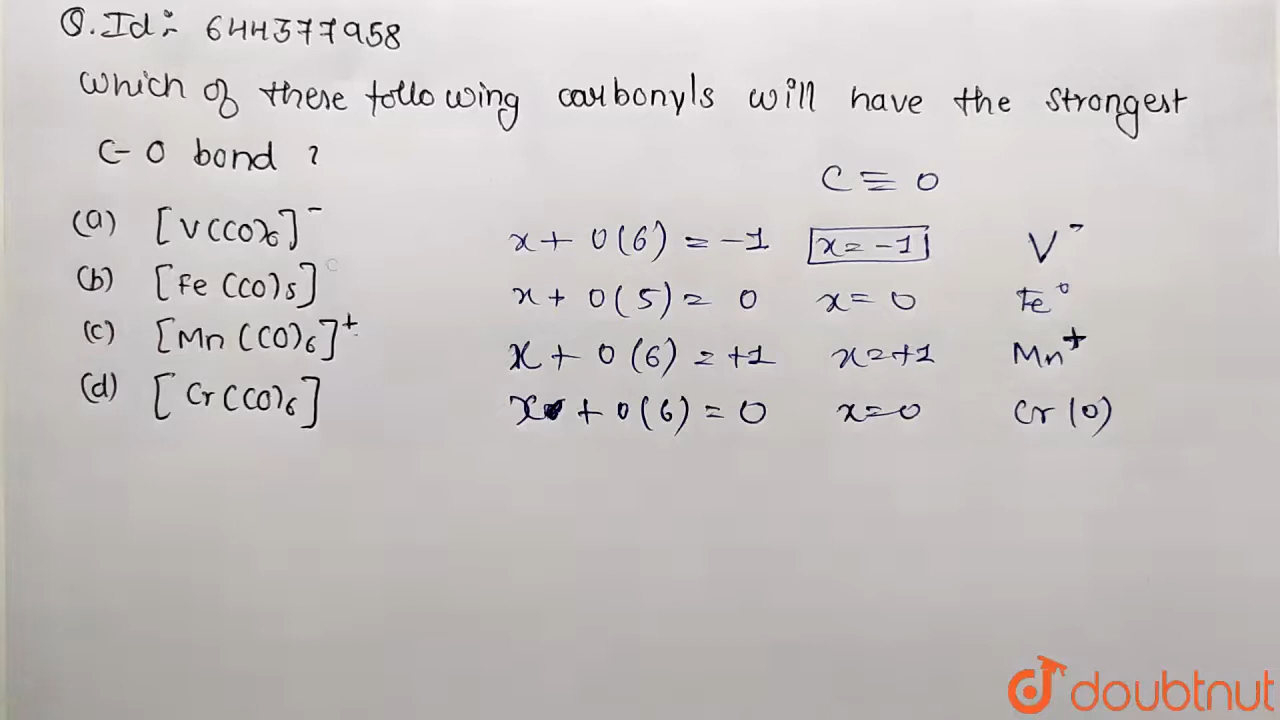 Q.Id:- 644377958
Which of these following carbonyls will have the strongest
C-O bond ?
C≡O
(a) [V(CO)6]⁻ x+0(6)=-1 x=-1 V⁻
(b) [Fe(CO)5] x+0(5)=0 x=0 Fe⁰
(c) [Mn(CO)6]⁺ x+0(6)=+1 x=+1 Mn⁺
(d) [Cr(CO)6] x+0(6)=0 x=0 Cr(0)
doubtnut